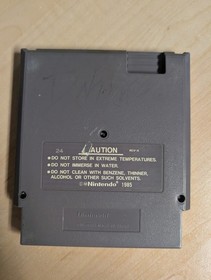 CAUTION
• DO NOT STORE IN EXTREME TEMPERATURES.
• DO NOT IMMERSE IN WATER.
• DO NOT CLEAN WITH BENZENE, THINNER,
ALCOHOL OR OTHER SUCH SOLVENTS.
©Nintendo 1985